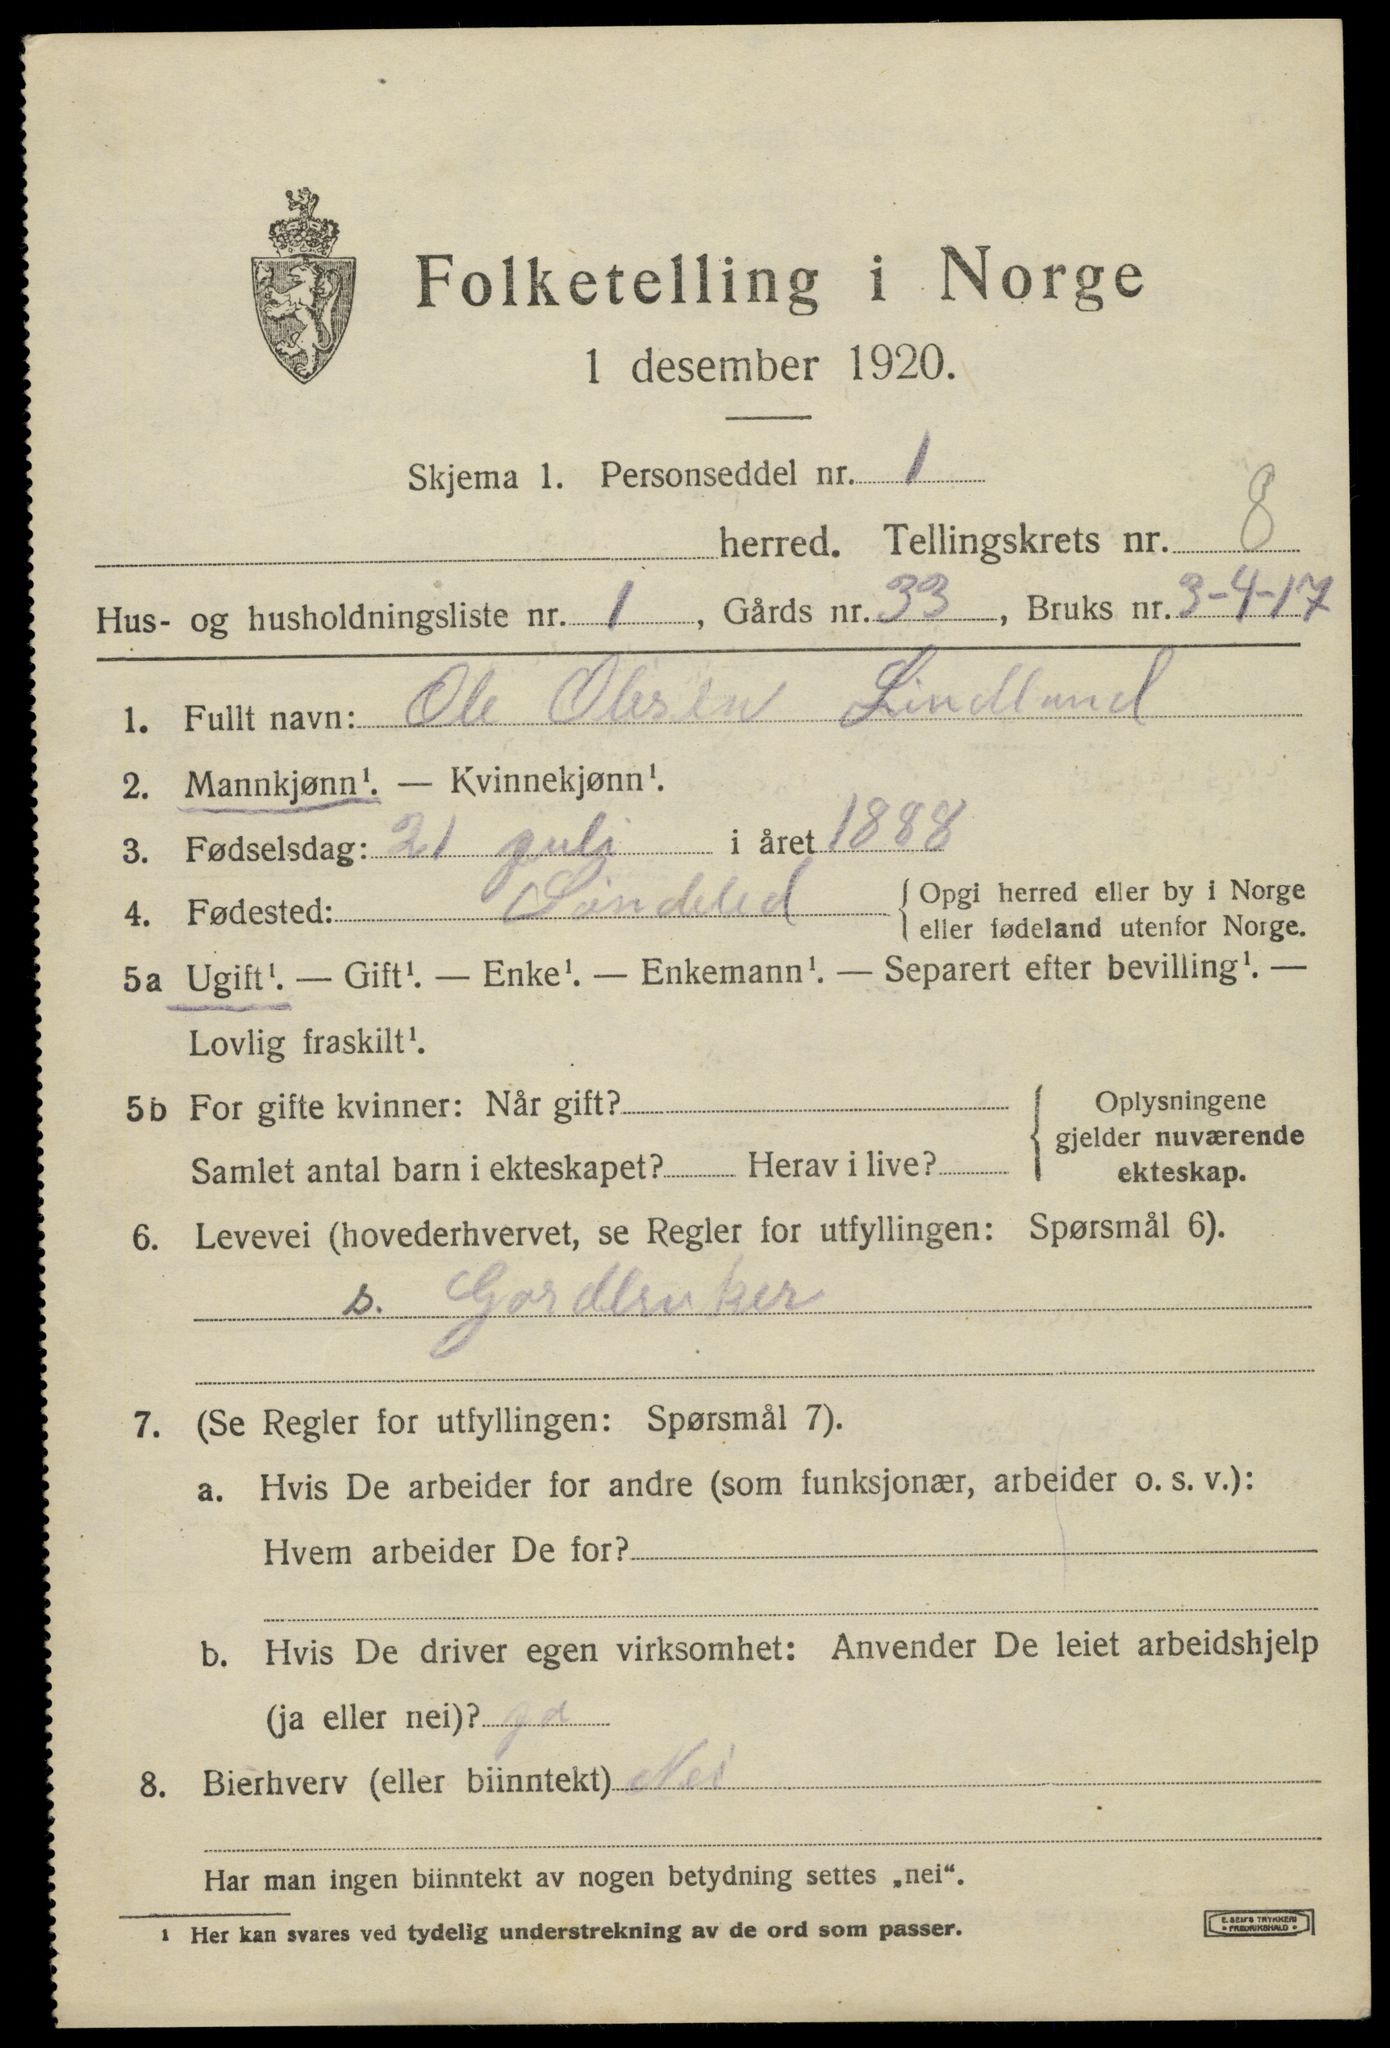 Folketelling i Norge
1 desember 1920.
Skjema 1. Personseddel nr. 1
herred. Tellingskrets nr. 8
Hus- og husholdningsliste nr. 1, Gårds nr. 33, Bruks nr. 3-4-17
1. Fullt navn: Ole Olsen Lindland
2. Mannkjønn¹. — Kvinnekjønn¹.
3. Fødselsdag: 21 juli i året 1888
4. Fødested: Søndeled { Opgi herred eller by i Norge
eller fødeland utenfor Norge.
5a Ugift¹. — Gift¹. — Enke¹. — Enkemann¹. — Separert efter bevilling¹. —
Lovlig fraskilt¹.
5b For gifte kvinner: Når gift? { Oplysningene
gjelder nuværende
Samlet antal barn i ekteskapet? Herav i live? ekteskap.
6. Levevei (hovederhvervet, se Regler for utfyllingen: Spørsmål 6).
s. Gordbruker
7. (Se Regler for utfyllingen: Spørsmål 7).
a. Hvis De arbeider for andre (som funksjonær, arbeider o. s. v.):
Hvem arbeider De for?
b. Hvis De driver egen virksomhet: Anvender De leiet arbeidshjelp
(ja eller nei)? ja
8. Bierhverv (eller biinntekt) Nei
Har man ingen biinntekt av nogen betydning settes „nei“.
¹ Her kan svares ved tydelig understrekning av de ord som passer.
E. SEM'S TRYKKERI
• FREDRIKSHALD •